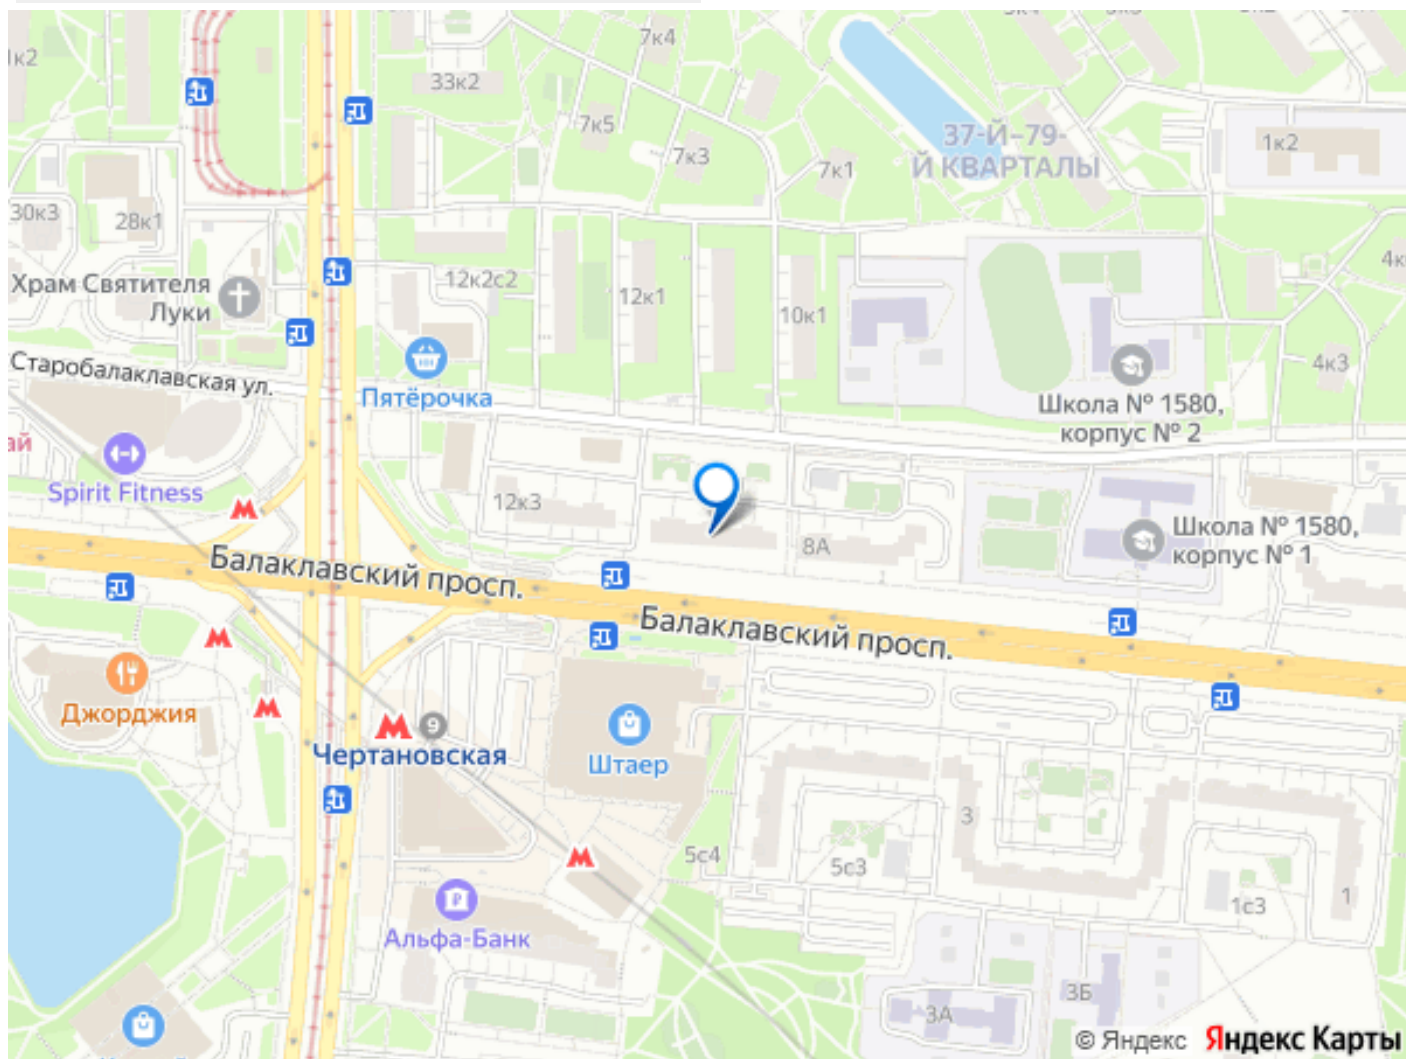 7к4
1к2
33к2
7к5
37-Й–79-
Й КВАРТАЛЫ
1к2
7к3
7к1
30к3
28к1
Храм Святителя
Луки
12к2с2
12к1
10к1
4к3
Старобалаклавская ул.
Пятёрочка
Школа № 1580,
корпус № 2
Spirit Fitness
12к3
8А
Школа № 1580,
корпус № 1
Балаклавский просп.
Балаклавский просп.
Джорджия
9
Чертановская
Штаер
3
5с4
5с3
1с3
1
Альфа-Банк
3А
3Б
© Яндекс Яндекс Карты